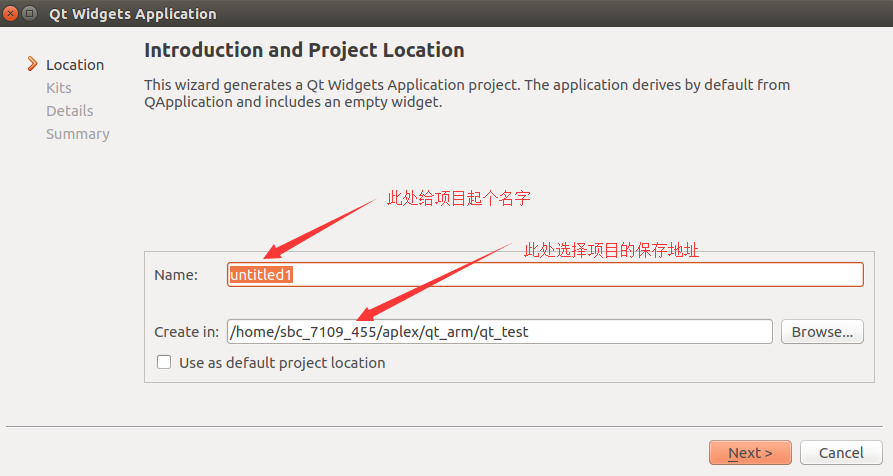 Qt Widgets Application
Location
Kits
Details
Summary
Introduction and Project Location
This wizard generates a Qt Widgets Application project. The application derives by default from
QApplication and includes an empty widget.
此处给项目起个名字
此处选择项目的保存地址
Name:
untitled1
Create in:
/home/sbc_7109_455/aplex/qt_arm/qt_test
Browse...
Use as default project location
Next >
Cancel